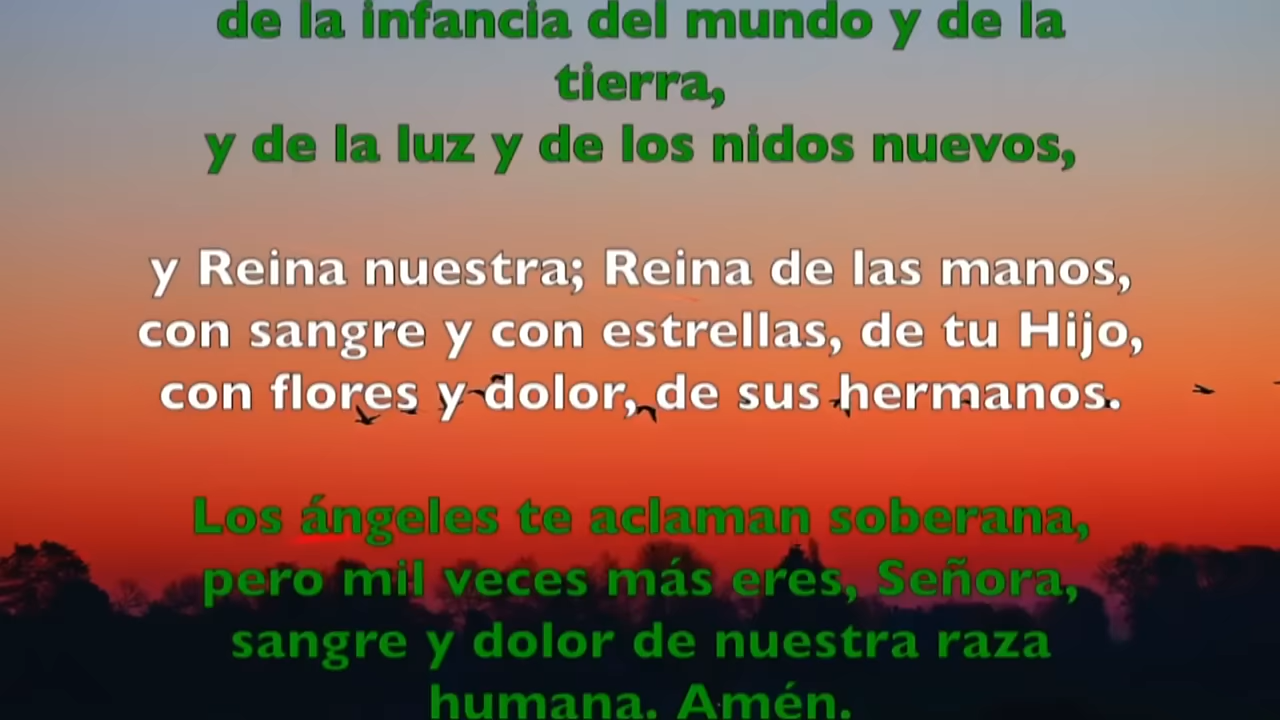 de la infancia del mundo y de la
tierra,
y de la luz y de los nidos nuevos,
y Reina nuestra; Reina de las manos,
con sangre y con estrellas, de tu Hijo,
con flores y dolor, de sus hermanos.
Los ángeles te aclaman soberana,
pero mil veces más eres, Señora,
sangre y dolor de nuestra raza
humana. Amén.